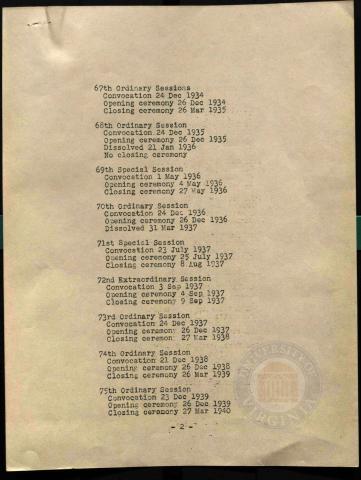 67th Ordinary Sessions
Convocation 24 Dec 1934
Opening ceremony 26 Dec 1934
Closing ceremony 26 Mar 1935
68th Ordinary Session
Convocation 24 Dec 1935
Opening ceremony 26 Dec 1935
Dissolved 21 Jan 1936
No closing ceremony
69th Special Session
Convocation 1 May 1936
Opening ceremony 4 May 1936
Closing ceremony 27 May 1936
70th Ordinary Session
Convocation 24 Dec 1936
Opening ceremony 26 Dec 1936
Dissolved 31 Mar 1937
71st Special Session
Convocation 23 July 1937
Opening ceremony 25 July 1937
Closing ceremony 8 Aug 1937
72nd Extraordinary Session
Convocation 3 Sep 1937
Opening ceremony 4 Sep 1937
Closing ceremony 9 Sep 1937
73rd Ordinary Session
Convocation 24 Dec 1937
Opening ceremony 26 Dec 1937
Closing ceremony 27 Mar 1938
74th Ordinary Session
Convocation 21 Dec 1938
Opening ceremony 26 Dec 1938
Closing ceremony 26 Mar 1939
75th Ordinary Session
Convocation 23 Dec 1939
Opening ceremony 26 Dec 1939
Closing ceremony 27 Mar 1940
- 2 -
UNIVERSITY
VIRGINIA